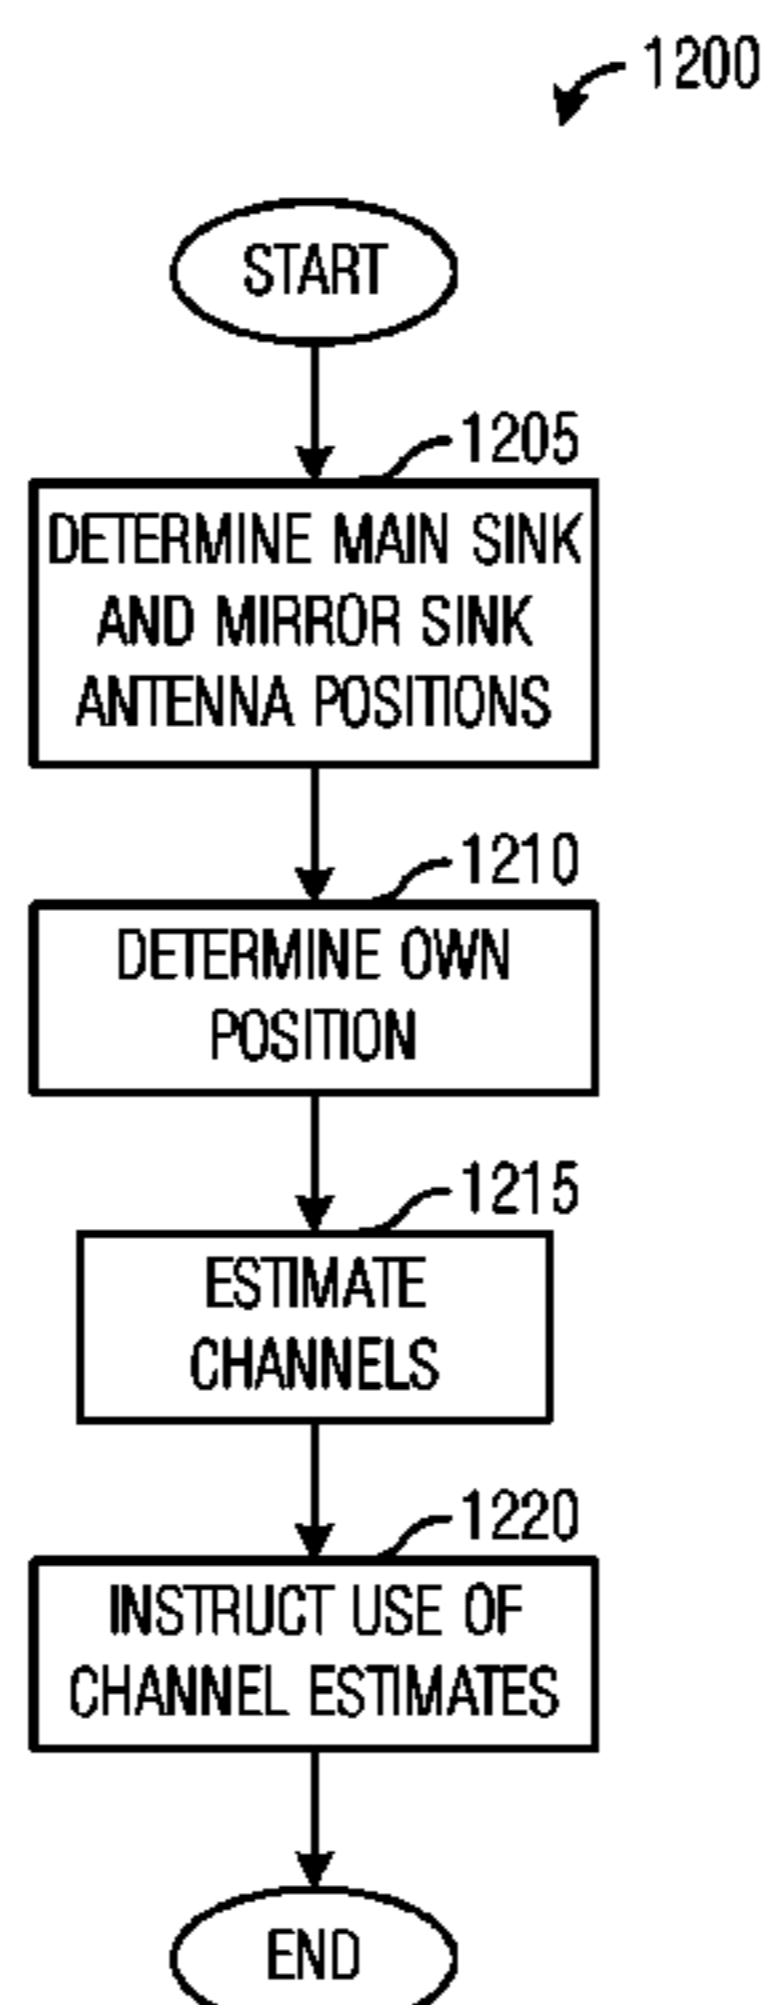 1200
START
1205
DETERMINE MAIN SINK
AND MIRROR SINK
ANTENNA POSITIONS
1210
DETERMINE OWN
POSITION
1215
ESTIMATE
CHANNELS
1220
INSTRUCT USE OF
CHANNEL ESTIMATES
END